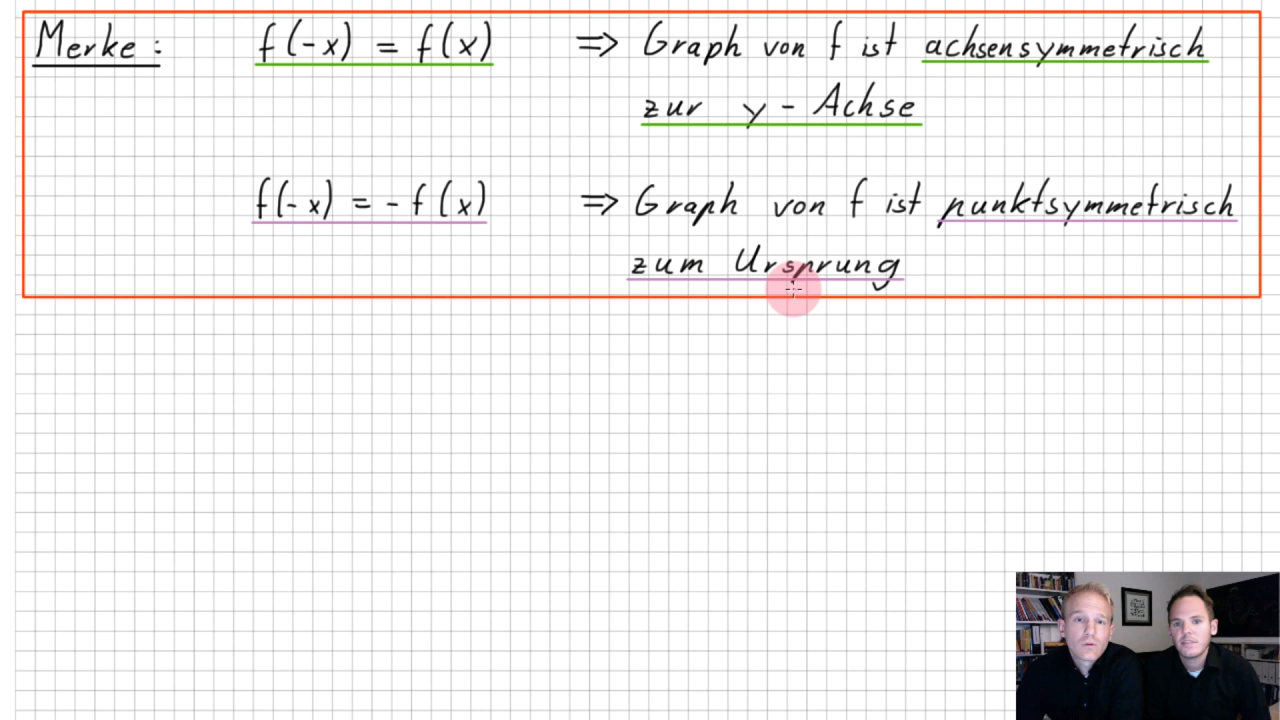 Merke: f(-x) = f(x) => Graph von f ist achsensymmetrisch
zur y-Achse
f(-x) = -f(x) => Graph von f ist punktsymmetrisch
zum Ursprung